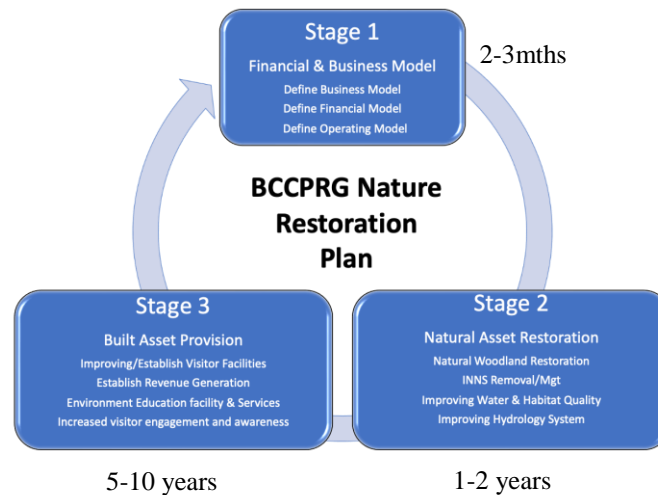 Stage 1
Financial & Business Model
Define Business Model
Define Financial Model
Define Operating Model
2-3mths
BCCPRG Nature
Restoration
Plan
Stage 3
Built Asset Provision
Improving/Establish Visitor Facilities
Establish Revenue Generation
Environment Education facility & Services
Increased visitor engagement and awareness
5-10 years
Stage 2
Natural Asset Restoration
Natural Woodland Restoration
INNS Removal/Mgt
Improving Water & Habitat Quality
Improving Hydrology System
1-2 years